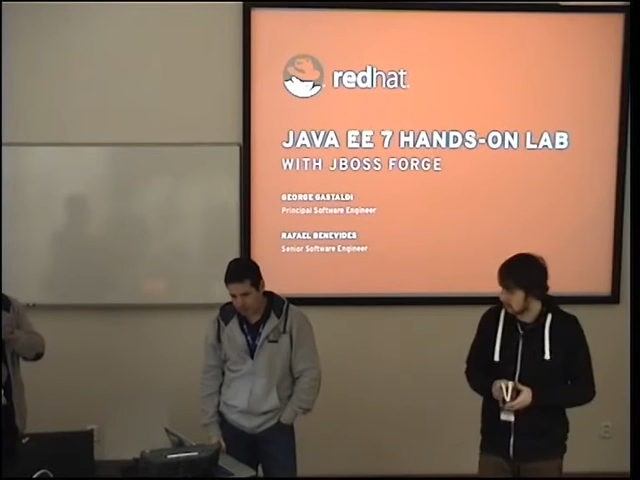 redhat.
JAVA EE 7 HANDS-ON LAB
WITH JBOSS FORGE
GEORGE GASTALDI
Principal Software Engineer
RAFAEL BENEVIDES
Senior Software Engineer